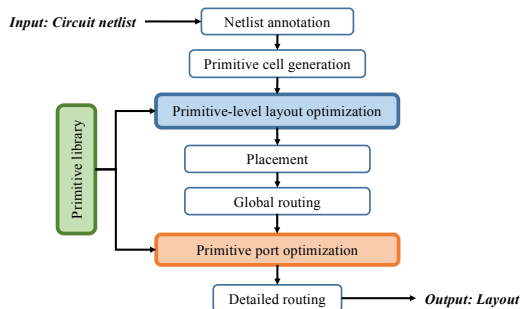 Input: Circuit netlist
Netlist annotation
Primitive cell generation
Primitive-level layout optimization
Primitive library
Placement
Global routing
Primitive port optimization
Detailed routing
Output: Layout